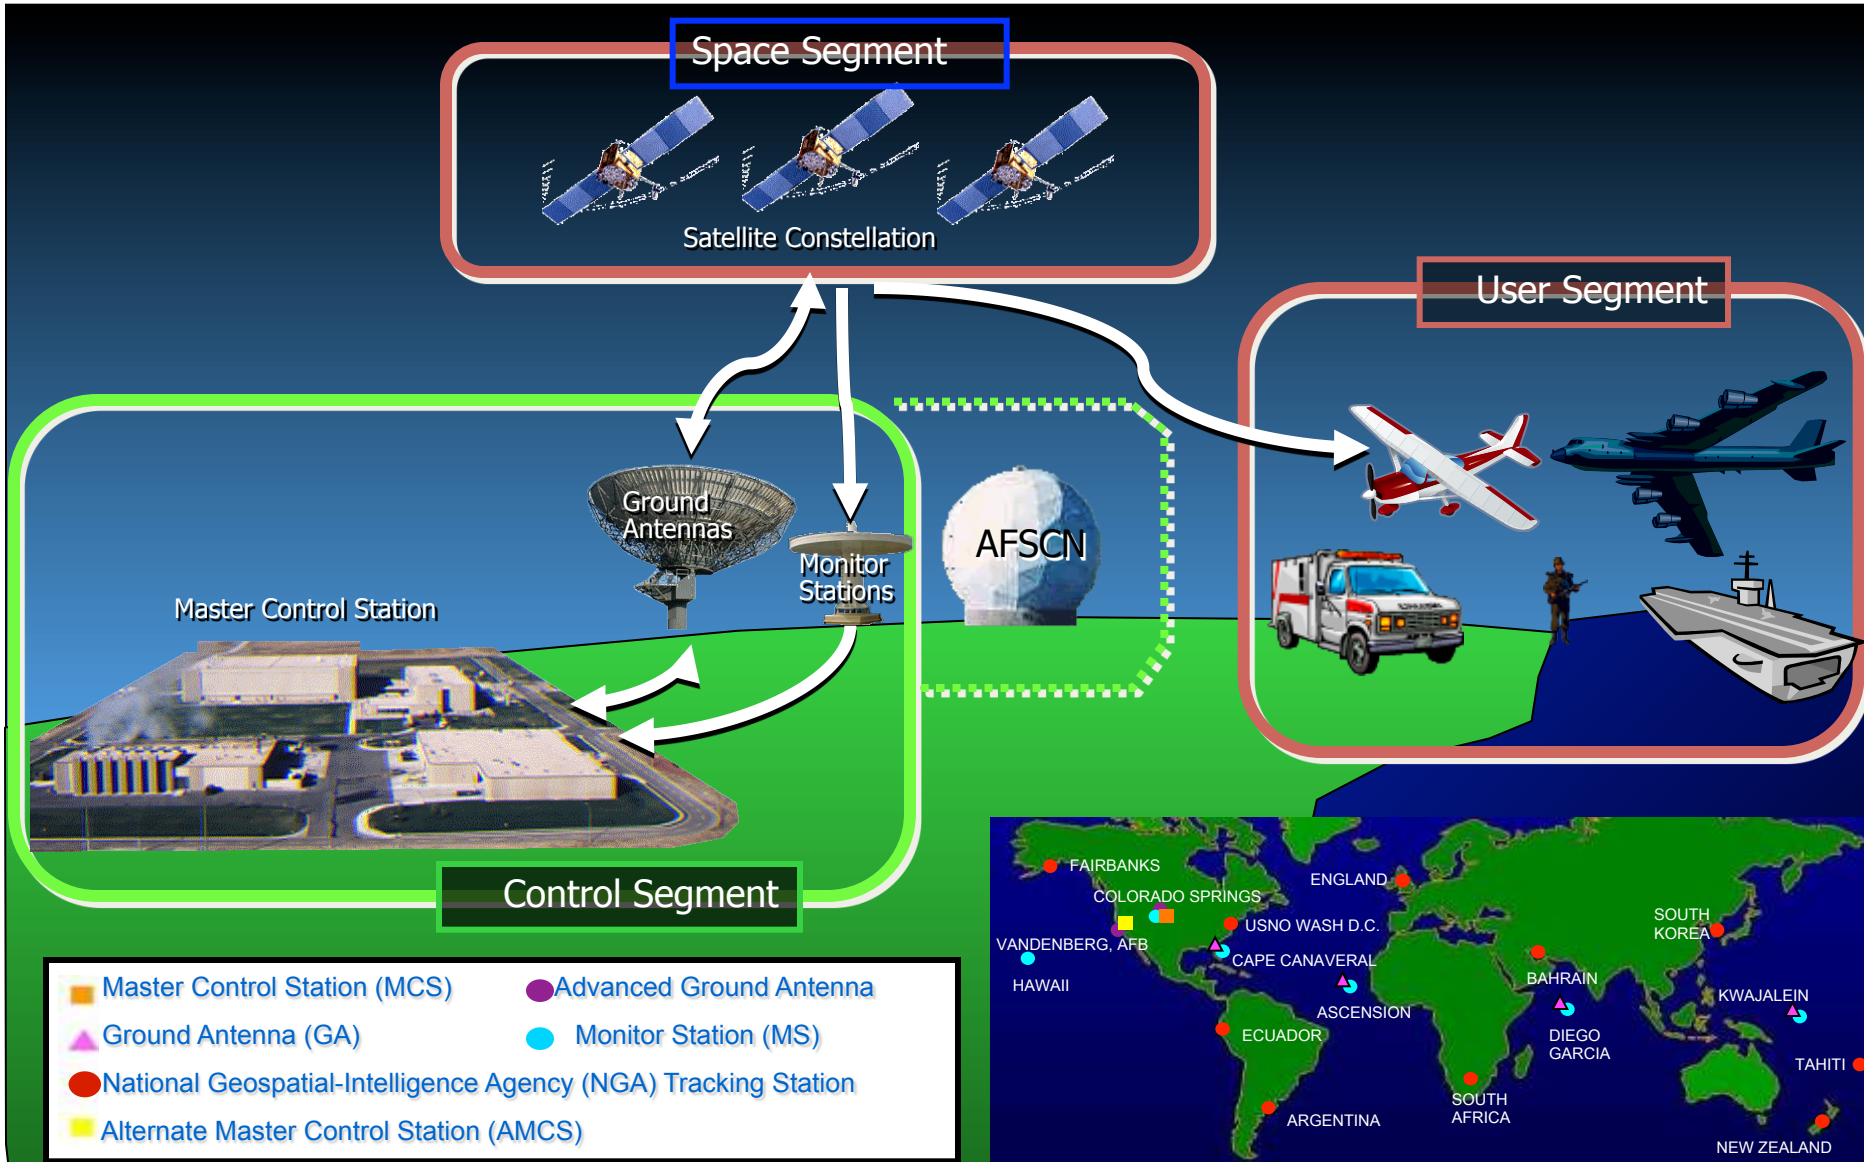 Space Segment
Satellite Constellation
User Segment
Ground
Antennas
Monitor
Stations
AFSCN
Master Control Station
Control Segment
Master Control Station (MCS)
Advanced Ground Antenna
Ground Antenna (GA)
Monitor Station (MS)
National Geospatial-Intelligence Agency (NGA) Tracking Station
Alternate Master Control Station (AMCS)
FAIRBANKS
ENGLAND
COLORADO SPRINGS
USNO WASH D.C.
SOUTH
KOREA
VANDENBERG, AFB
CAPE CANAVERAL
HAWAII
BAHRAIN
ASCENSION
KWAJALEIN
ECUADOR
DIEGO
GARCIA
TAHITI
SOUTH
AFRICA
ARGENTINA
NEW ZEALAND